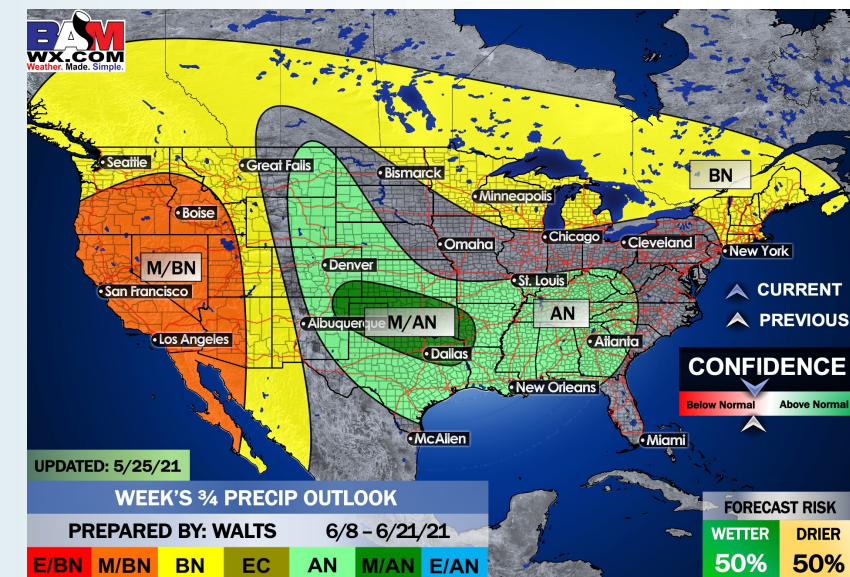 BAM
WX.COM
Weather. Made. Simple.
Seattle
Great Falls
Bismarck
Minneapolis
BN
Boise
Omaha
Chicago
Cleveland
New York
M/BN
Denver
St. Louis
San Francisco
CURRENT
Albuquerque
M/AN
AN
PREVIOUS
Los Angeles
Dallas
Atlanta
CONFIDENCE
New Orleans
Below Normal
Above Normal
McAllen
Miami
UPDATED: 5/25/21
WEEK'S ¾ PRECIP OUTLOOK
PREPARED BY: WALTS 6/8 – 6/21/21
E/BN M/BN BN EC AN M/AN E/AN
FORECAST RISK
WETTER DRIER
50% 50%